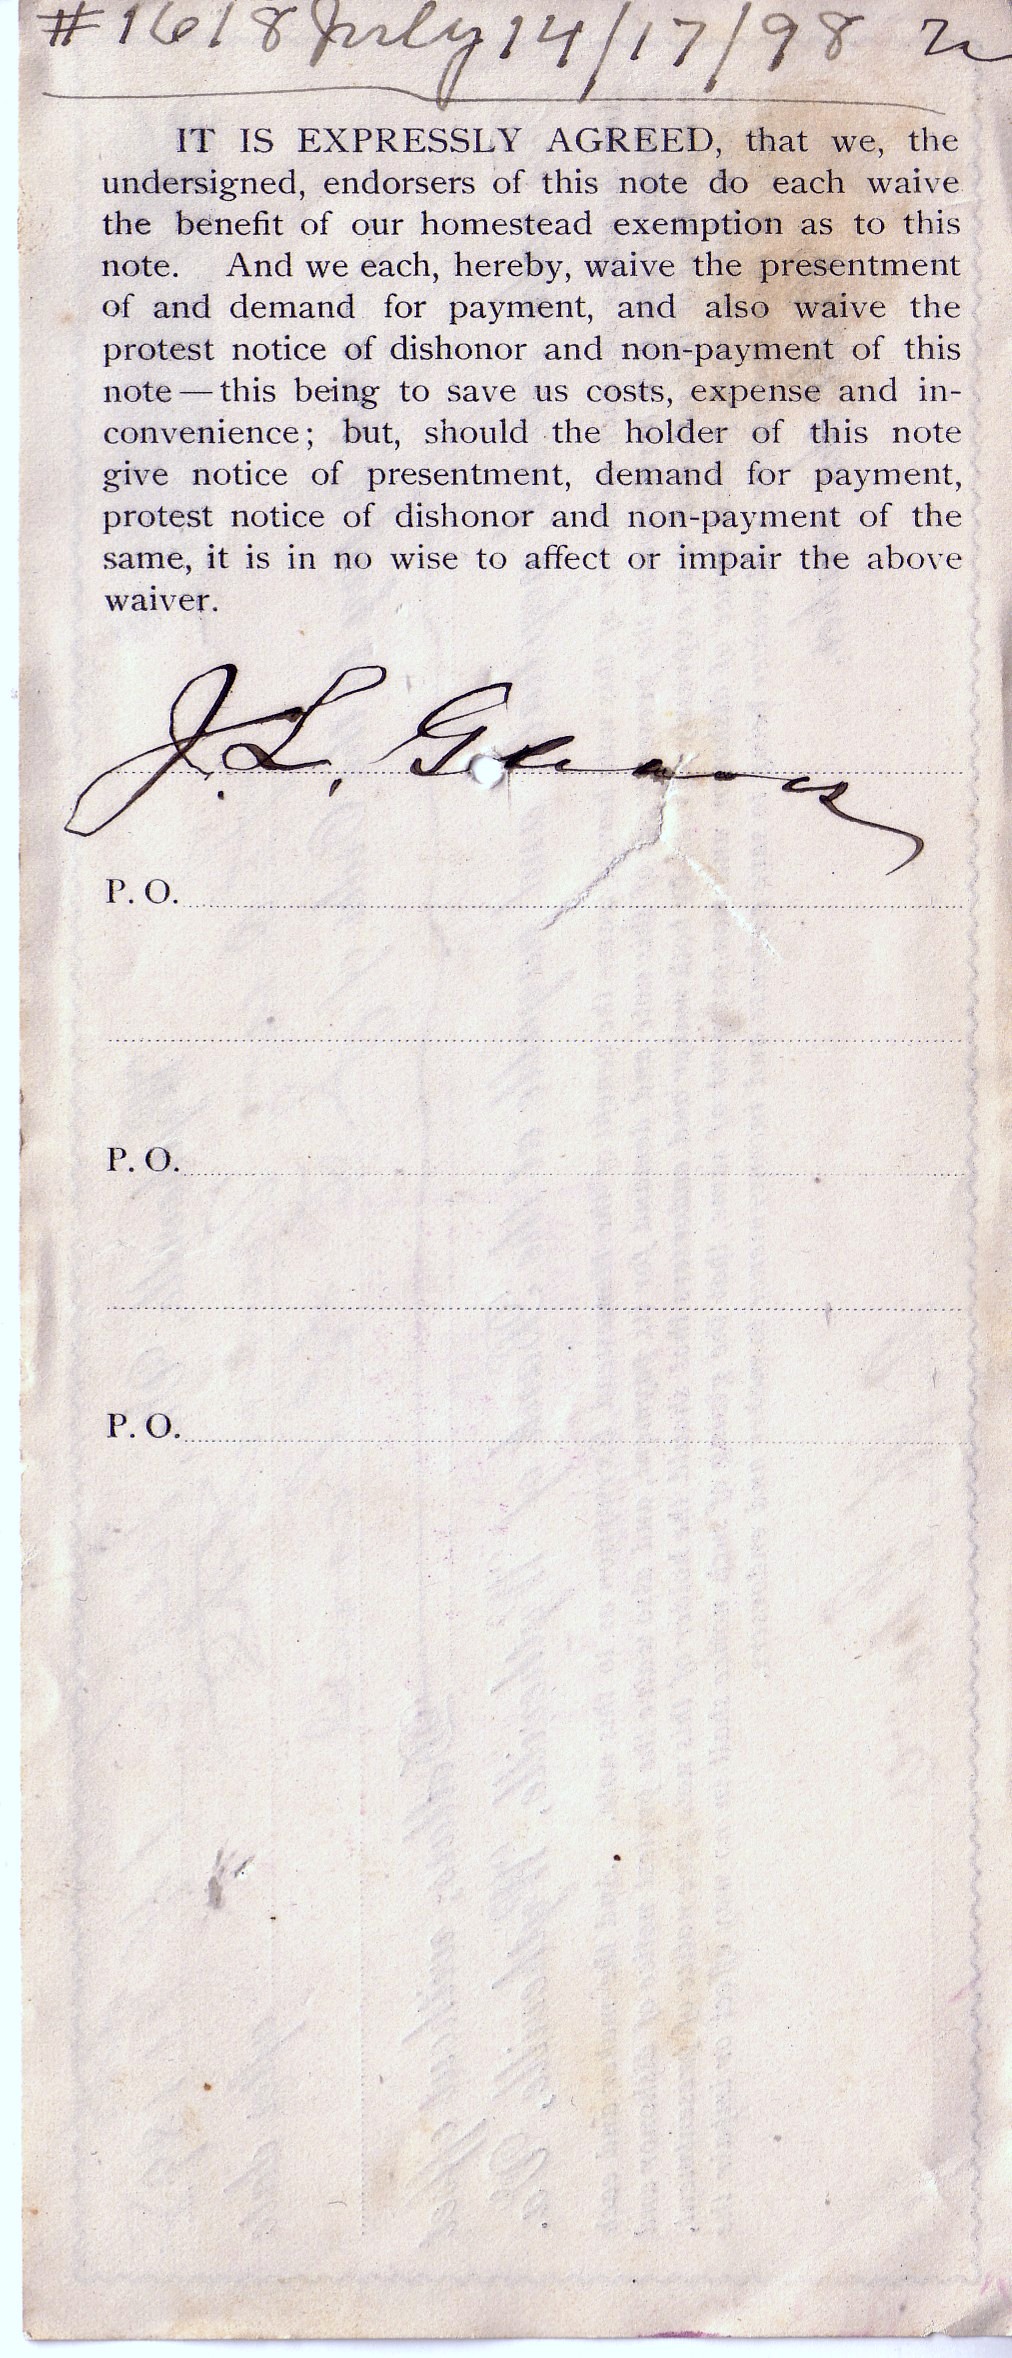 #1618 July 14/17/98
IT IS EXPRESSLY AGREED, that we, the
undersigned, endorsers of this note do each waive
the benefit of our homestead exemption as to this
note. And we each, hereby, waive the presentment
of and demand for payment, and also waive the
protest notice of dishonor and non-payment of this
note — this being to save us costs, expense and in-
convenience; but, should the holder of this note
give notice of presentment, demand for payment,
protest notice of dishonor and non-payment of the
same, it is in no wise to affect or impair the above
waiver.
J. L. Gleaves
P. O.
P. O.
P. O.